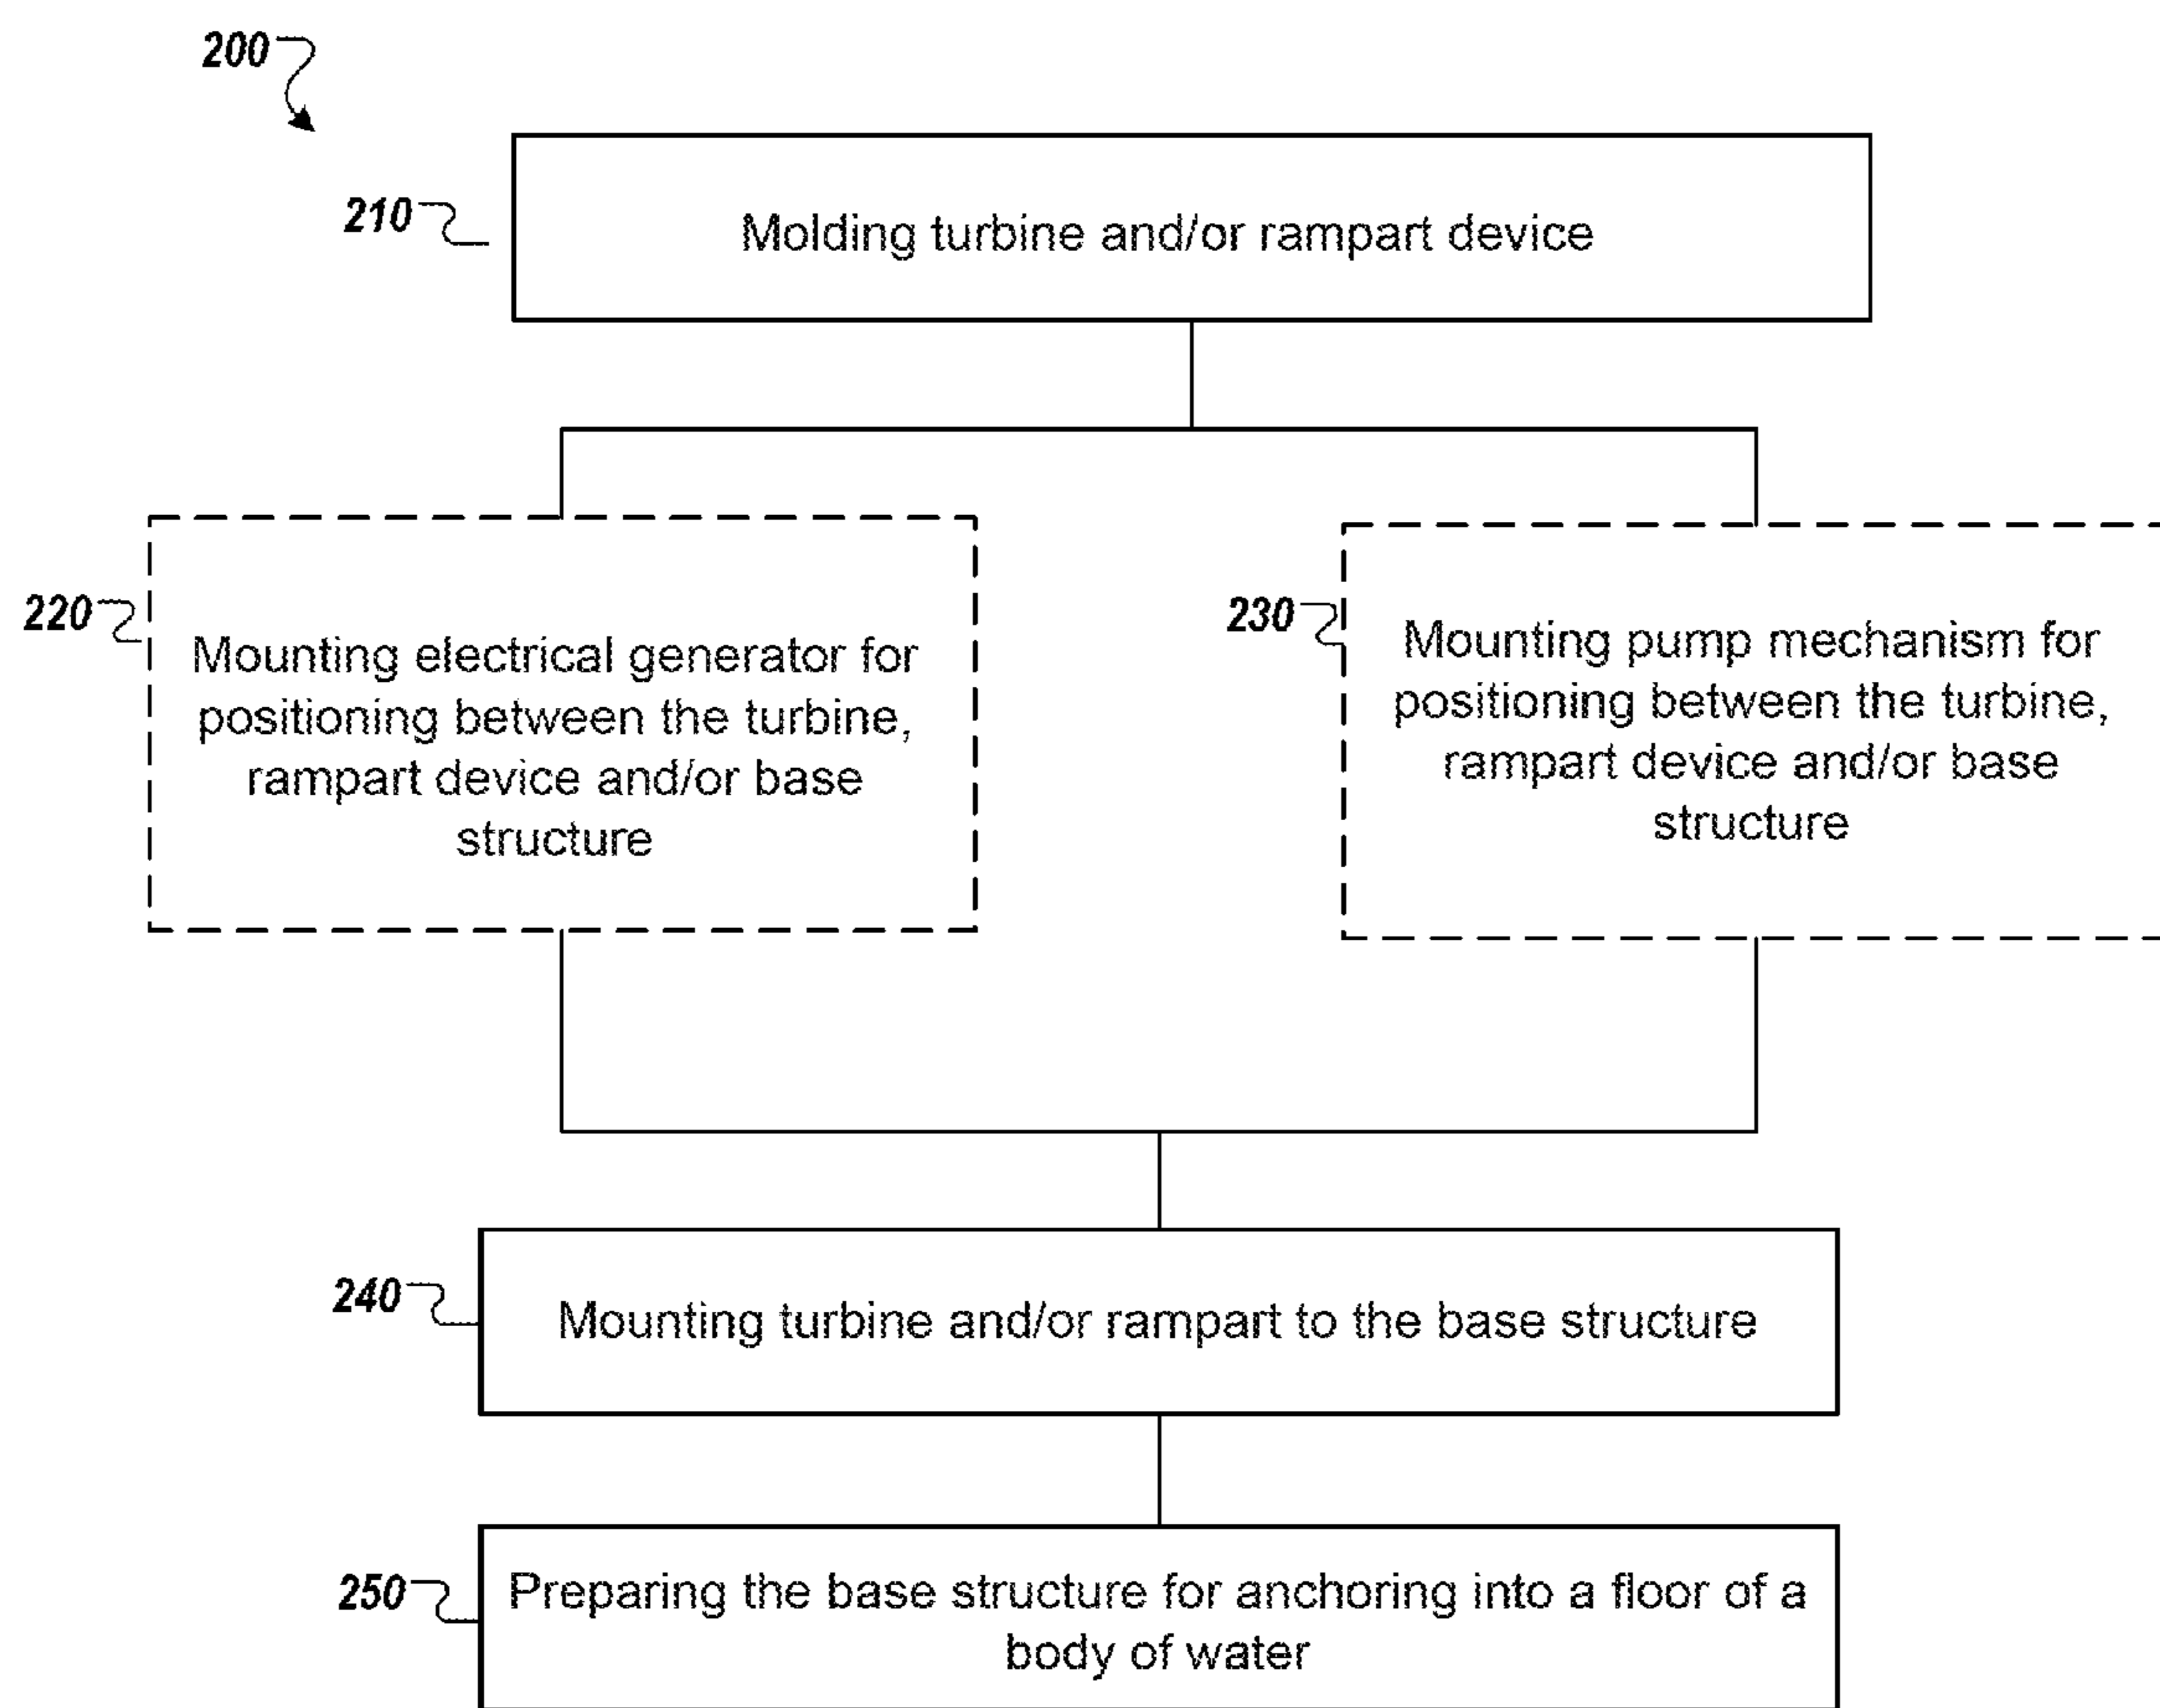 200
210
Molding turbine and/or rampart device
220
Mounting electrical generator for
positioning between the turbine,
rampart device and/or base
structure
230
Mounting pump mechanism for
positioning between the turbine,
rampart device and/or base
structure
240
Mounting turbine and/or rampart to the base structure
250
Preparing the base structure for anchoring into a floor of a
body of water